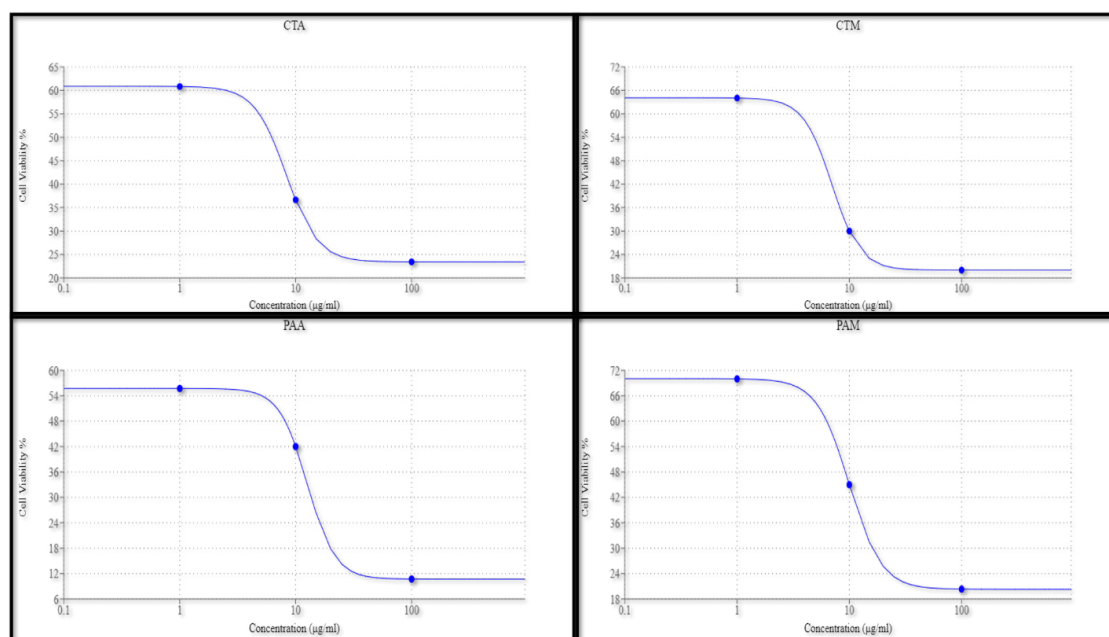 CTA
65
60
55
50
45
40
35
30
25
20
0.1 1 10 100
Cell Viability %
Concentration (µg/ml)
CTM
72
66
60
54
48
42
36
30
24
18
0.1 1 10 100
Cell Viability %
Concentration (µg/ml)
PAA
60
54
48
42
36
30
24
18
12
6
0.1 1 10 100
Cell Viability %
Concentration (µg/ml)
PAM
72
66
60
54
48
42
36
30
24
18
0.1 1 10 100
Cell Viability %
Concentration (µg/ml)